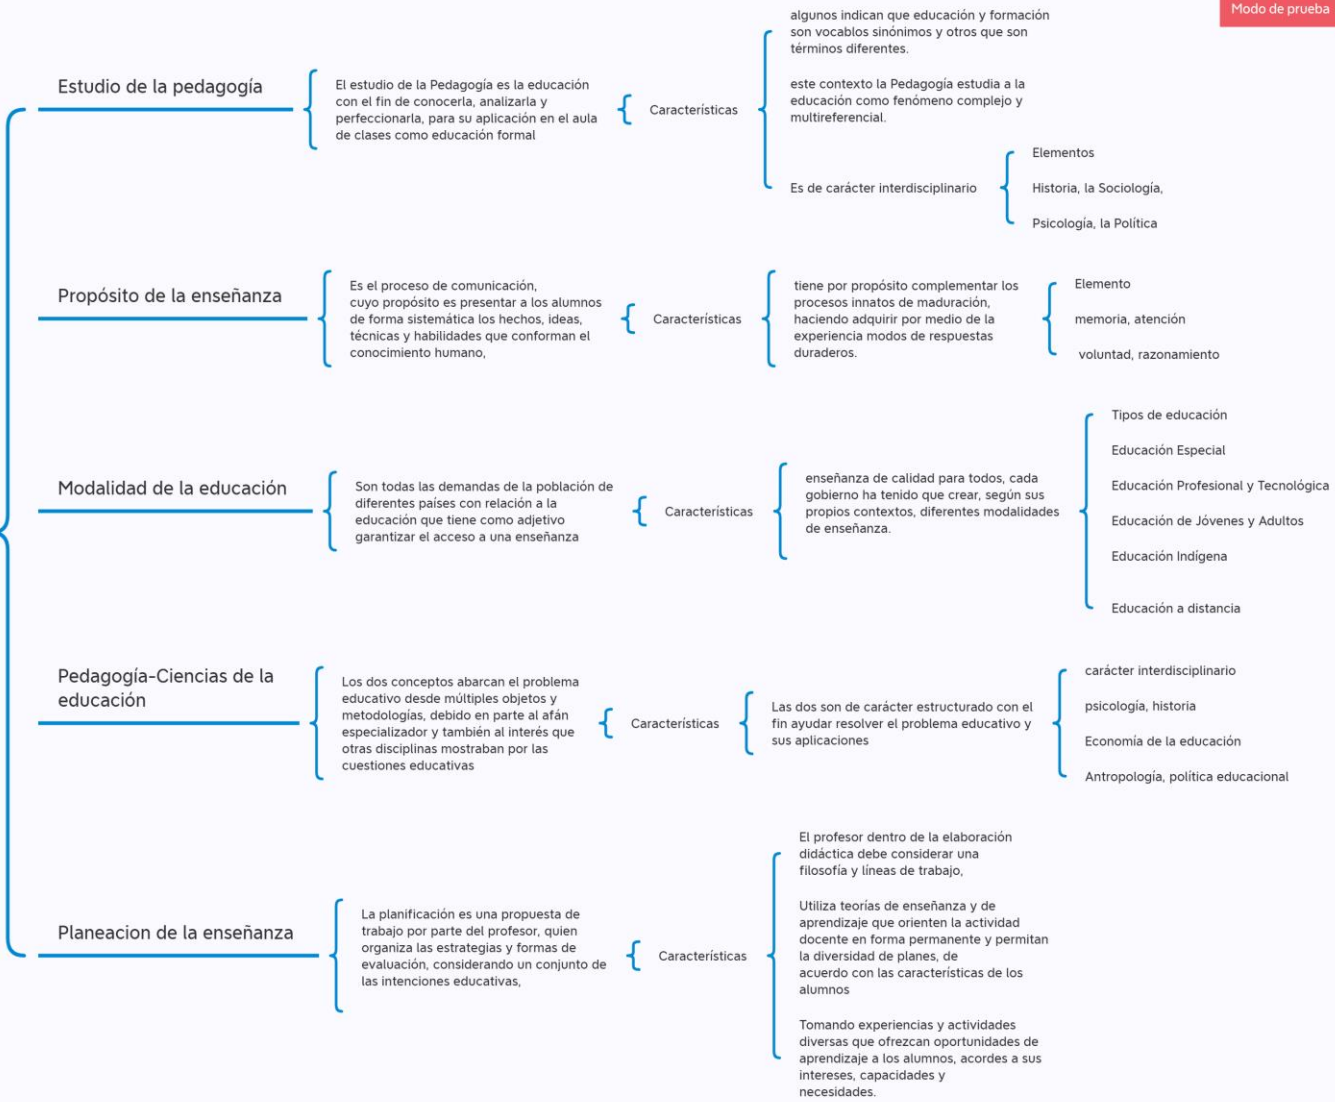 Modo de prueba
Estudio de la pedagogía
El estudio de la Pedagogía es la educación
con el fin de conocerla, analizarla y
perfeccionarla, para su aplicación en el aula
de clases como educación formal
Características
algunos indican que educación y formación
son vocablos sinónimos y otros que son
términos diferentes.
este contexto la Pedagogía estudia a la
educación como fenómeno complejo y
multireferencial.
Es de carácter interdisciplinario
Elementos
Historia, la Sociología,
Psicología, la Política
Propósito de la enseñanza
Es el proceso de comunicación,
cuyo propósito es presentar a los alumnos
de forma sistemática los hechos, ideas,
técnicas y habilidades que conforman el
conocimiento humano,
Características
tiene por propósito complementar los
procesos innatos de maduración,
haciendo adquirir por medio de la
experiencia modos de respuestas
duraderos.
Elemento
memoria, atención
voluntad, razonamiento
Modalidad de la educación
Son todas las demandas de la población de
diferentes países con relación a la
educación que tiene como adjetivo
garantizar el acceso a una enseñanza
Características
enseñanza de calidad para todos, cada
gobierno ha tenido que crear, según sus
propios contextos, diferentes modalidades
de enseñanza.
Tipos de educación
Educación Especial
Educación Profesional y Tecnológica
Educación de Jóvenes y Adultos
Educación Indígena
Educación a distancia
Pedagogía-Ciencias de la
educación
Los dos conceptos abarcan el problema
educativo desde múltiples objetos y
metodologías, debido en parte al afán
especializador y también al interés que
otras disciplinas mostraban por las
cuestiones educativas
Características
Las dos son de carácter estructurado con el
fin ayudar resolver el problema educativo y
sus aplicaciones
carácter interdisciplinario
psicología, historia
Economía de la educación
Antropología, política educacional
Planeacion de la enseñanza
La planificación es una propuesta de
trabajo por parte del profesor, quien
organiza las estrategias y formas de
evaluación, considerando un conjunto de
las intenciones educativas,
Características
El profesor dentro de la elaboración
didáctica debe considerar una
filosofía y líneas de trabajo,
Utiliza teorías de enseñanza y de
aprendizaje que orienten la actividad
docente en forma permanente y permitan
la diversidad de planes, de
acuerdo con las características de los
alumnos
Tomando experiencias y actividades
diversas que ofrezcan oportunidades de
aprendizaje a los alumnos, acordes a sus
intereses, capacidades y
necesidades.